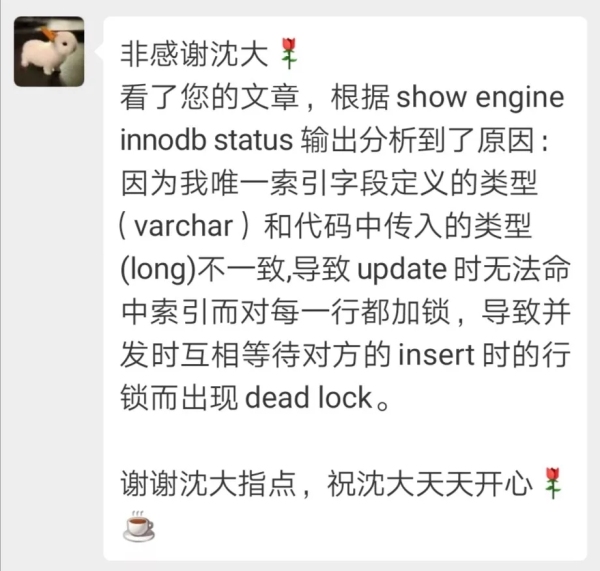 非感谢沈大🌹
看了您的文章，根据 show engine
innodb status 输出分析到了原因：
因为我唯一索引字段定义的类型
（varchar）和代码中传入的类型
(long)不一致,导致 update 时无法命
中索引而对每一行都加锁，导致并
发时互相等待对方的 insert 时的行
锁而出现 dead lock。
谢谢沈大指点，祝沈大天天开心🌹
☕